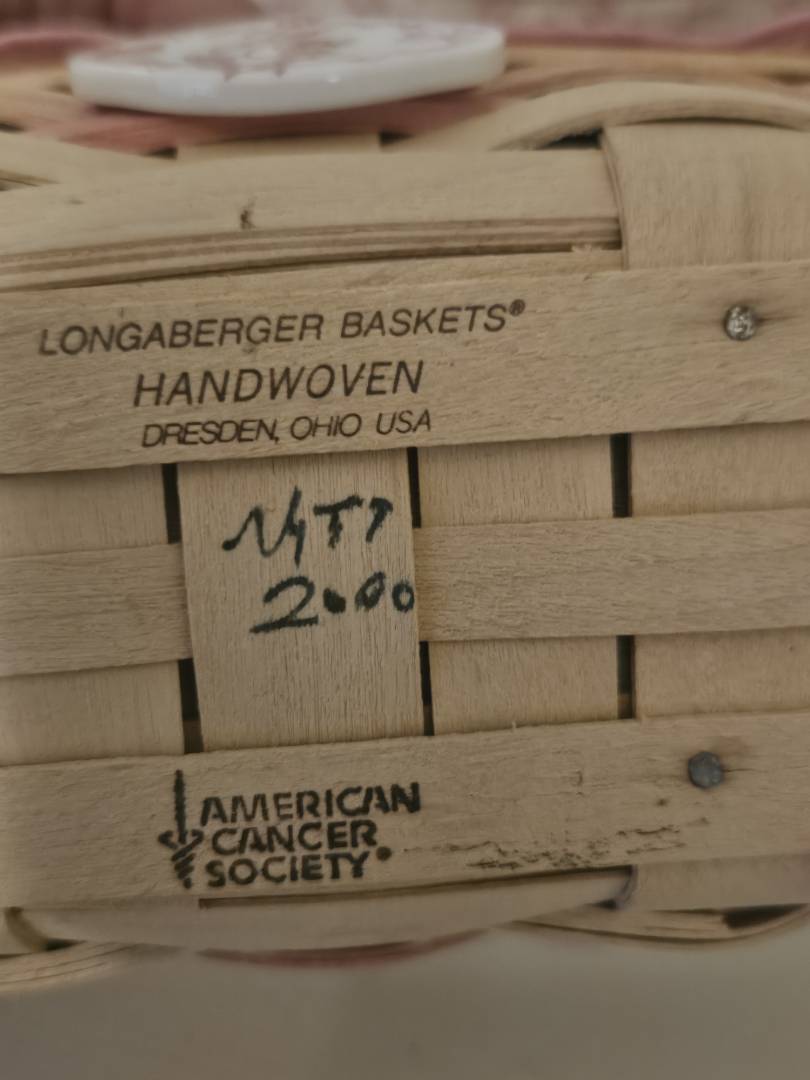 LONGABERGER BASKETS®
HANDWOVEN
DRESDEN, OHIO USA
2000
AMERICAN
CANCER
SOCIETY®